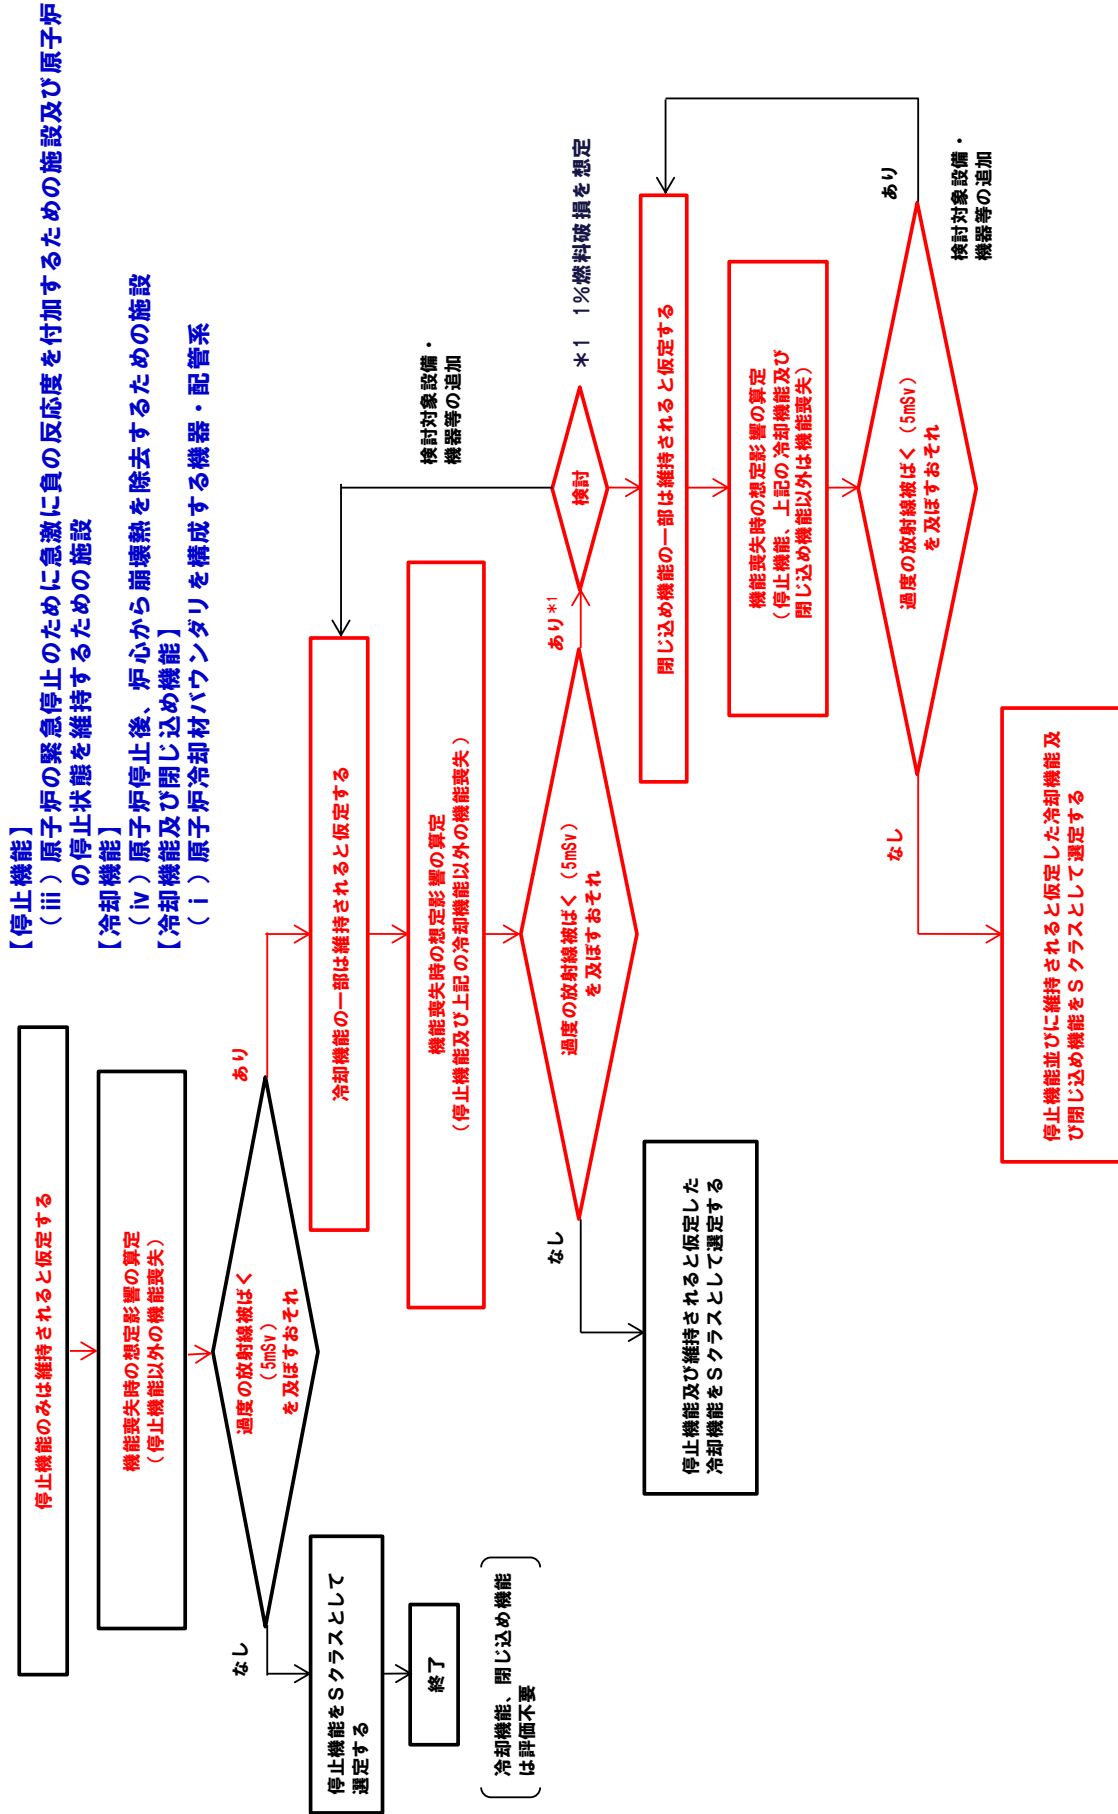 【停止機能】
（ⅲ）原子炉の緊急停止のために急激に負の反応度を付加するための施設及び原子炉
の停止状態を維持するための施設
【冷却機能】
（ⅳ）原子炉停止後、炉心から崩壊熱を除去するための施設
【冷却機能及び閉じ込め機能】
（ⅰ）原子炉冷却材バウンダリを構成する機器・配管系
停止機能のみは維持されると仮定する
機能喪失時の想定影響の算定
（停止機能以外の機能喪失）
過度の放射線被ばく
（5mSv）
を及ぼすおそれ
なし
あり
停止機能をSクラスとして
選定する
終了
冷却機能、閉じ込め機能
は評価不要
冷却機能の一部は維持されると仮定する
機能喪失時の想定影響の算定
（停止機能及び上記の冷却機能以外の機能喪失）
過度の放射線被ばく（5mSv）
を及ぼすおそれ
なし
あり*1
停止機能及び維持されると仮定した
冷却機能をSクラスとして選定する
検討
検討対象設備・
機器等の追加
＊1　1％燃料破損を想定
閉じ込め機能の一部は維持されると仮定する
機能喪失時の想定影響の算定
（停止機能、上記の冷却機能及び
閉じ込め機能以外は機能喪失）
過度の放射線被ばく（5mSv）
を及ぼすおそれ
なし
あり
検討対象設備・
機器等の追加
停止機能並びに維持されると仮定した冷却機能及
び閉じ込め機能をSクラスとして選定する